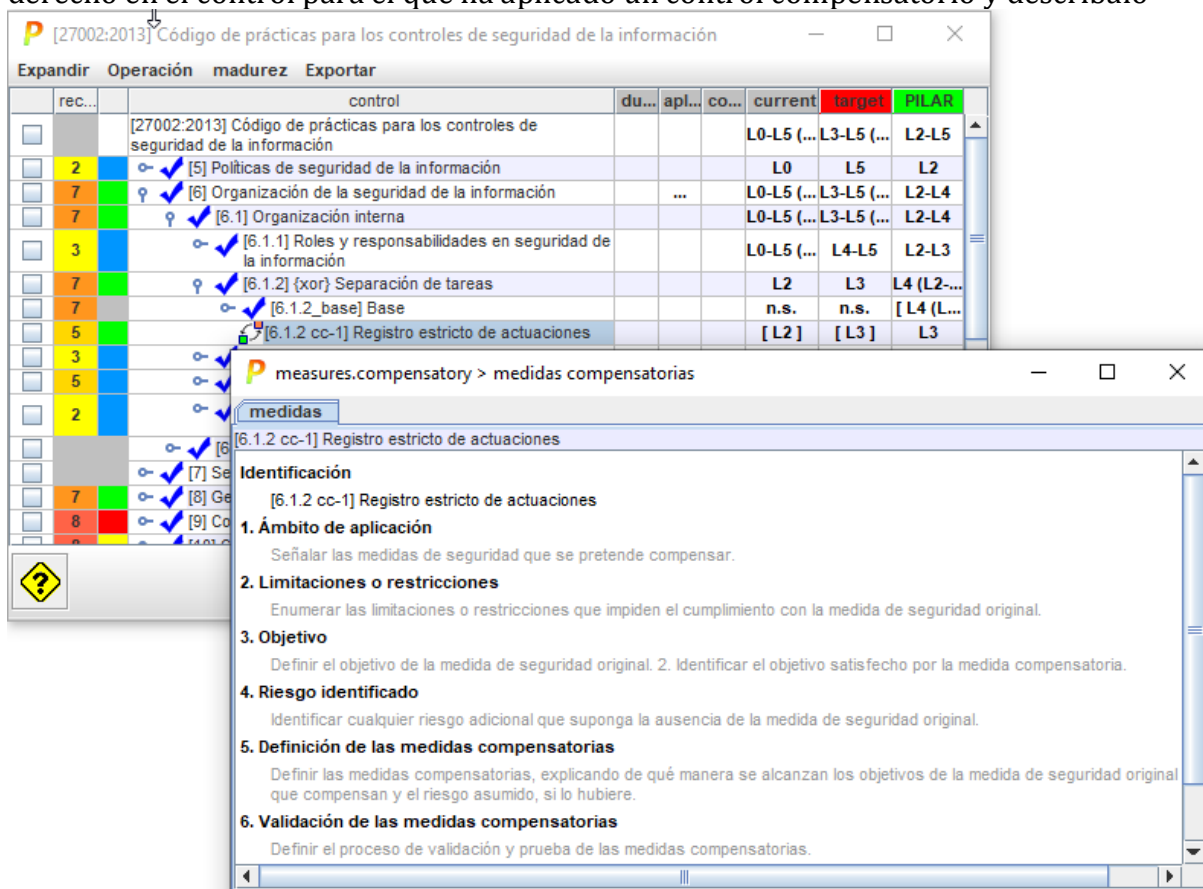 derecho en el control para el que ha aplicado un control compensatorio y descríbalo
[27002:2013] Código de prácticas para los controles de seguridad de la información
Expandir Operación madurez Exportar
rec... control du... apl... co... current target PILAR
[27002:2013] Código de prácticas para los controles de
seguridad de la información
L0-L5 (... L3-L5 (... L2-L5
2 [5] Políticas de seguridad de la información L0 L5 L2
7 [6] Organización de la seguridad de la información ... L0-L5 (... L3-L5 (... L2-L4
7 [6.1] Organización interna L0-L5 (... L3-L5 (... L2-L4
3 [6.1.1] Roles y responsabilidades en seguridad de
la información
L0-L5 (... L4-L5 L2-L3
7 [6.1.2] {xor} Separación de tareas L2 L3 L4 (L2-...
7 [6.1.2_base] Base n.s. n.s. [ L4 (L...
5 [6.1.2 cc-1] Registro estricto de actuaciones [ L2 ] [ L3 ] L3
3
5
2
[6
[7] Se
7 [8] Ge
8 [9] Co
measures.compensatory > medidas compensatorias
medidas
[6.1.2 cc-1] Registro estricto de actuaciones
Identificación
[6.1.2 cc-1] Registro estricto de actuaciones
1. Ámbito de aplicación
Señalar las medidas de seguridad que se pretende compensar.
2. Limitaciones o restricciones
Enumerar las limitaciones o restricciones que impiden el cumplimiento con la medida de seguridad original.
3. Objetivo
Definir el objetivo de la medida de seguridad original. 2. Identificar el objetivo satisfecho por la medida compensatoria.
4. Riesgo identificado
Identificar cualquier riesgo adicional que suponga la ausencia de la medida de seguridad original.
5. Definición de las medidas compensatorias
Definir las medidas compensatorias, explicando de qué manera se alcanzan los objetivos de la medida de seguridad original
que compensan y el riesgo asumido, si lo hubiere.
6. Validación de las medidas compensatorias
Definir el proceso de validación y prueba de las medidas compensatorias.